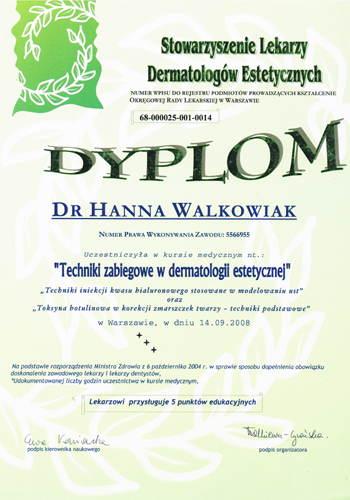 Stowarzyszenie Lekarzy
Dermatologów Estetycznych
NUMER WPISU DO REJESTRU PODMIOTÓW PROWADZĄCYCH KSZTAŁCENIE
OKRĘGOWEJ RADY LEKARSKIEJ W WARSZAWIE
68-000025-001-0014
DYPLOM
DR HANNA WALKOWIAK
NUMER PRAWA WYKONYWANIA ZAWODU: 5566955
Uczestniczyła w kursie medycznym nt.:
"Techniki zabiegowe w dermatologii estetycznej"
„Techniki iniekcji kwasu hialuronowego stosowane w modelowaniu ust”
oraz
„Toksyna botulinowa w korekcji zmarszczek twarzy – techniki podstawowe”
w Warszawie, w dniu 14.09.2008
Na podstawie rozporządzenia Ministra Zdrowia z 6 października 2004 r. w sprawie sposobu dopełnienia obowiązku
doskonalenia zawodowego lekarzy i lekarzy dentystów.
*Udokumentowanej liczby godzin uczestnictwa w kursie medycznym,
Lekarzowi przysługuje 5 punktów edukacyjnych
podpis kierownika naukowego
podpis organizatora